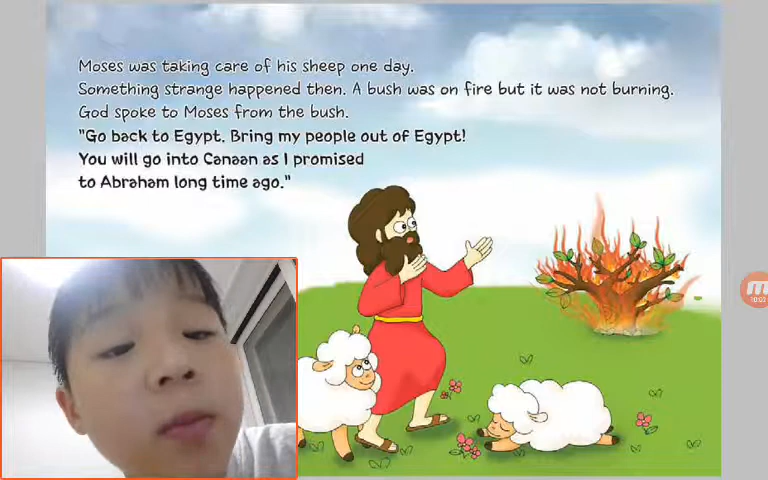 Moses was taking care of his sheep one day.
Something strange happened then. A bush was on fire but it was not burning.
God spoke to Moses from the bush.
"Go back to Egypt. Bring my people out of Egypt!
You will go into Canaan as I promised
to Abraham long time ago."